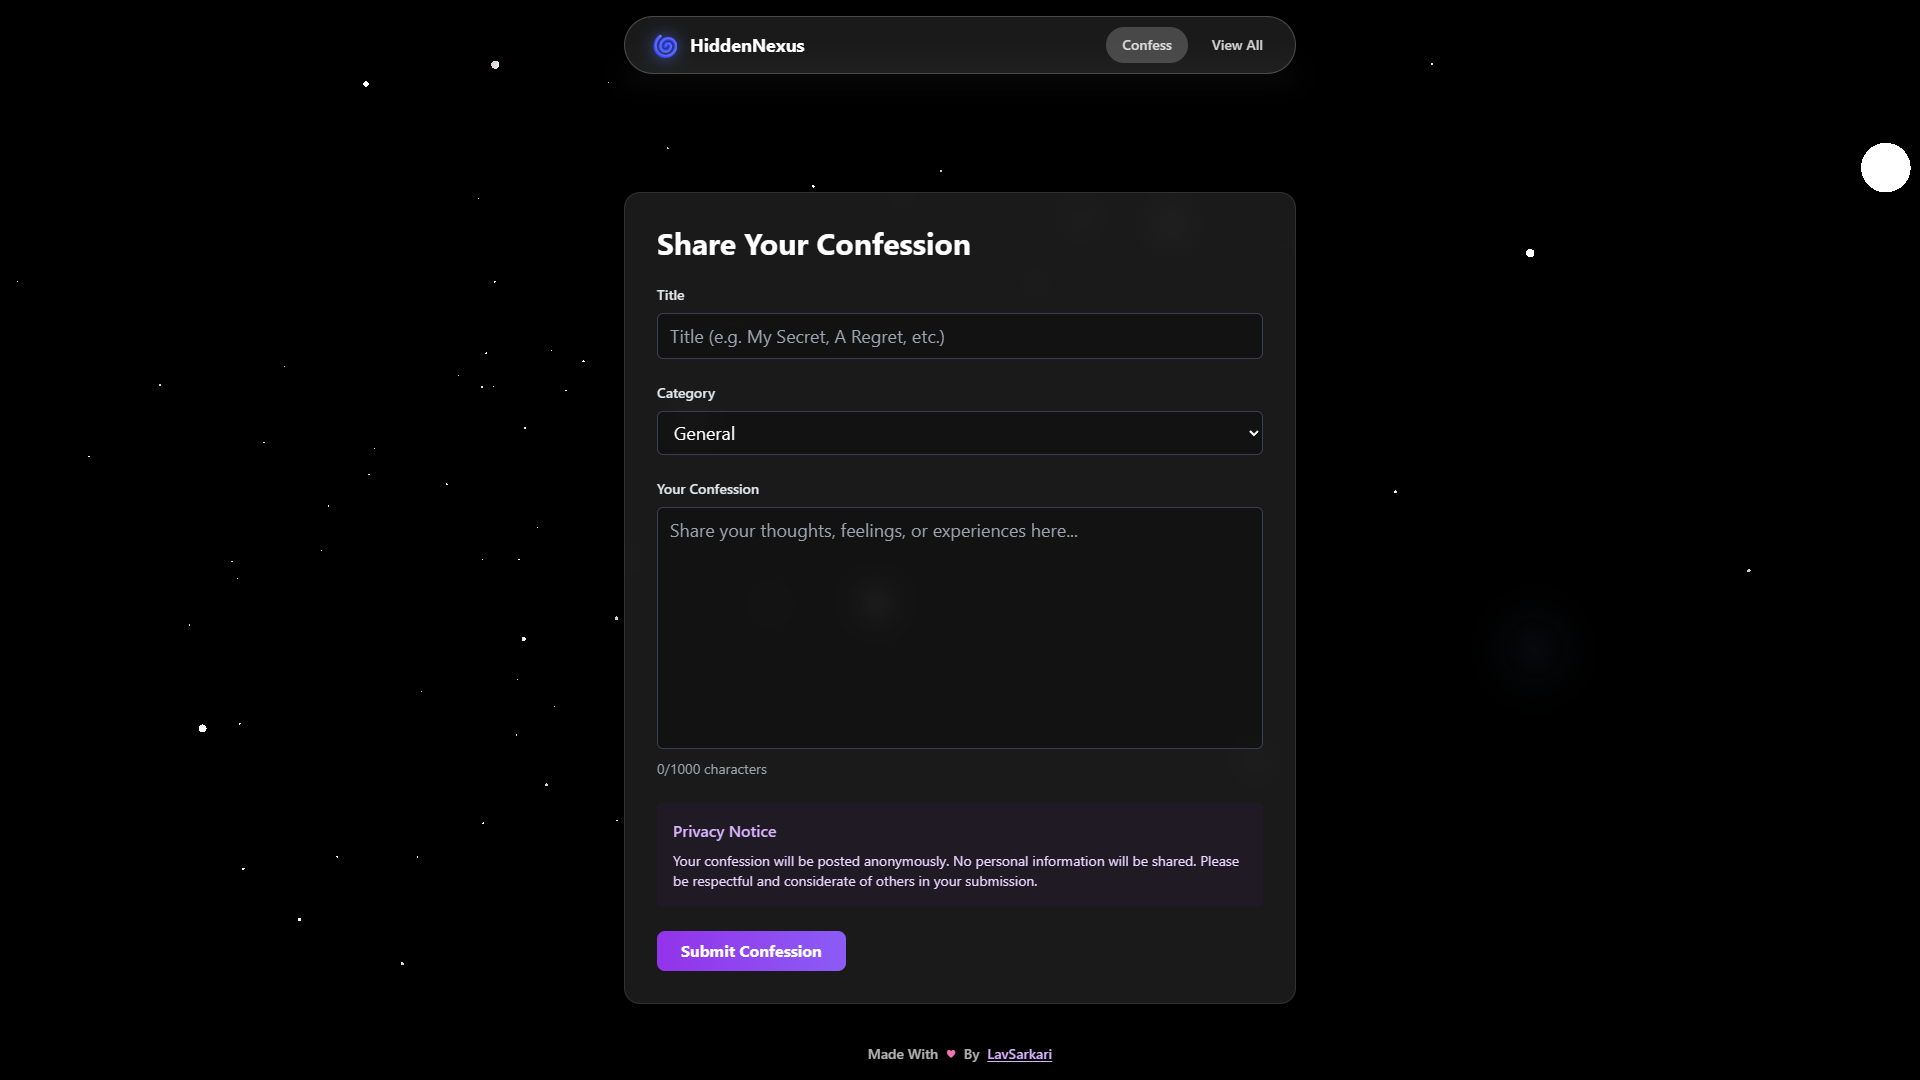 HiddenNexus
Confess
View All
Share Your Confession
Title
Title (e.g. My Secret, A Regret, etc.)
Category
General
Your Confession
Share your thoughts, feelings, or experiences here...
0/1000 characters
Privacy Notice
Your confession will be posted anonymously. No personal information will be shared. Please
be respectful and considerate of others in your submission.
Submit Confession
Made With ♥ By LavSarkari